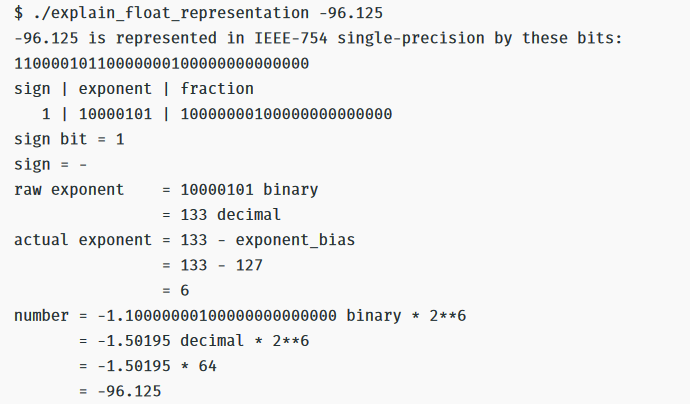 $ ./explain_float_representation -96.125
-96.125 is represented in IEEE-754 single-precision by these bits:
11000010110000000100000000000000
sign | exponent | fraction
   1 | 10000101 | 10000000100000000000000
sign bit = 1
sign = -
raw exponent    = 10000101 binary
                = 133 decimal
actual exponent = 133 - exponent_bias
                = 133 - 127
                = 6
number = -1.10000000100000000000000 binary * 2**6
       = -1.50195 decimal * 2**6
       = -1.50195 * 64
       = -96.125